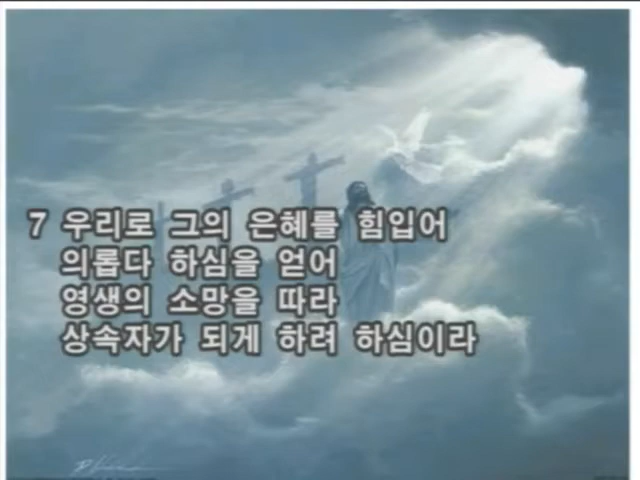 7 우리로 그의 은혜를 힘입어
의롭다 하심을 얻어
영생의 소망을 따라
상속자가 되게 하려 하심이라